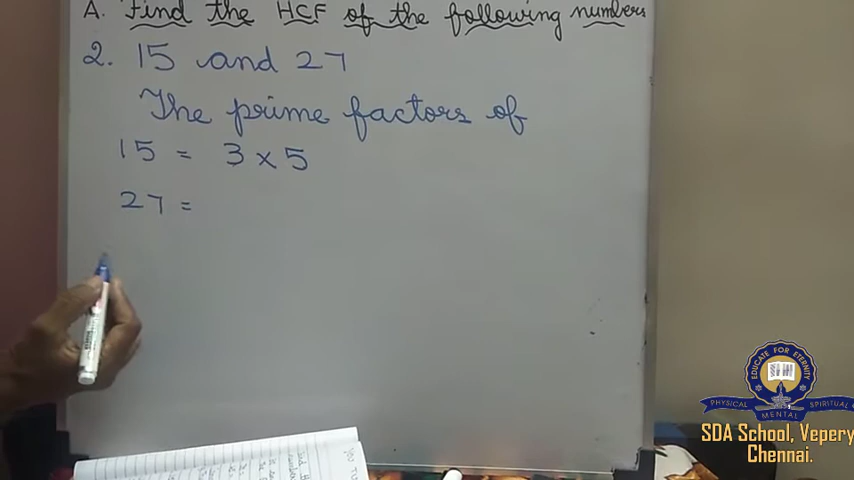 A. Find the HCF of the following numbers
2. 15 and 27
The prime factors of
15 = 3 x 5
27 =
EDUCATE FOR ETERNITY
PHYSICAL MENTAL SPIRITUAL
SDA School, Vepery
Chennai.